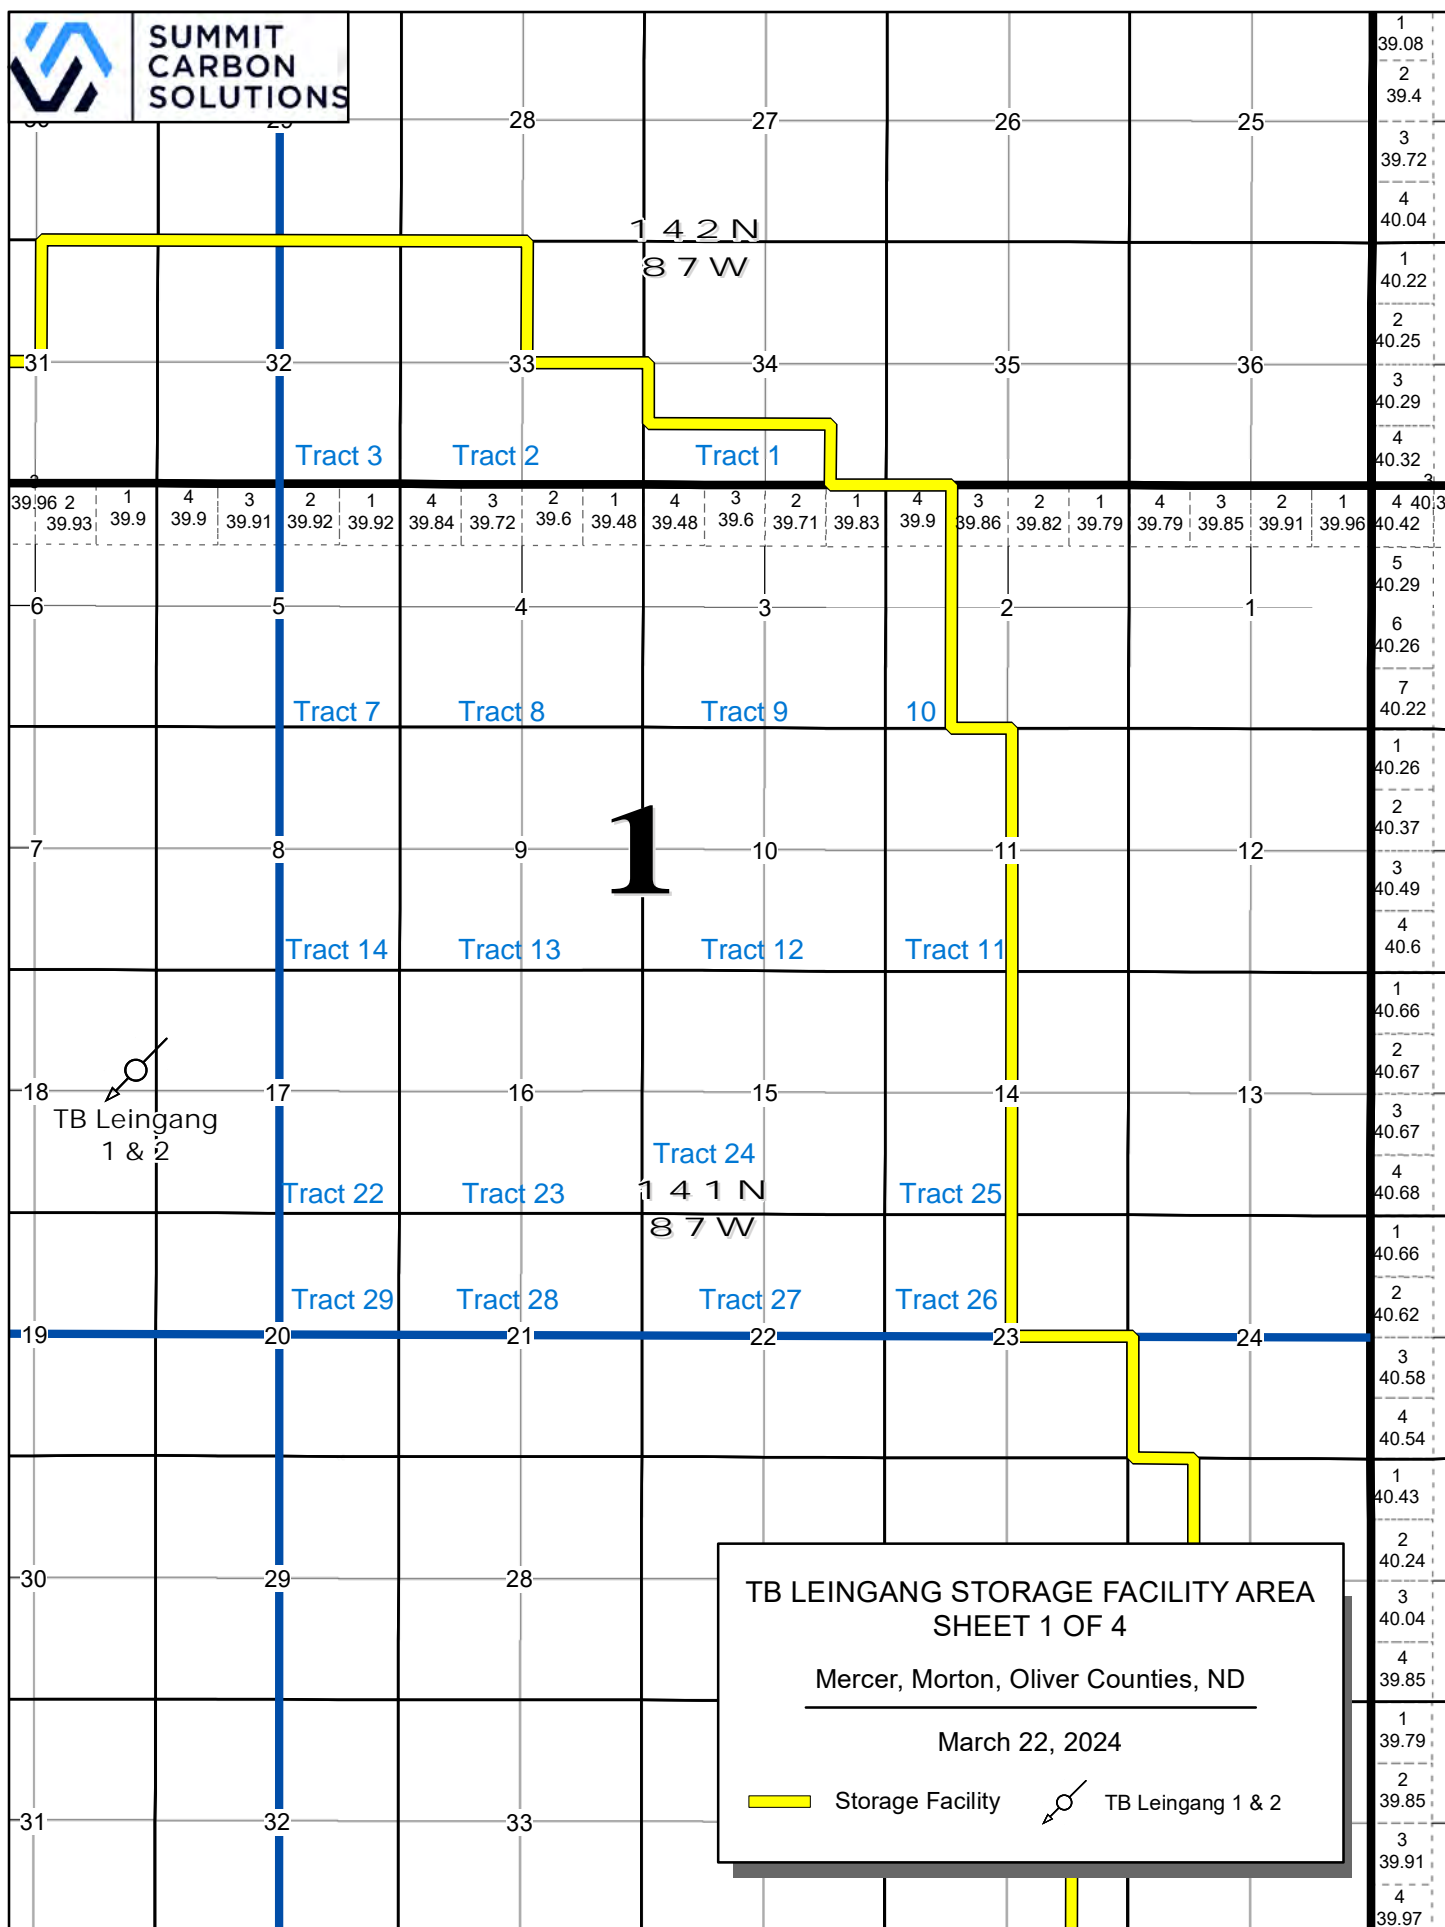 SUMMIT
CARBON
SOLUTIONS
28 27 26 25
142N
87W
31 32 33 34 35 36
Tract 3 Tract 2 Tract 1
39.96 2 1 4 3 2 1 4 3 2 1 4 3 2 1 4 3 2 1 4 3 2 1 4 40.3
39.93 39.9 39.9 39.91 39.92 39.92 39.84 39.72 39.6 39.48 39.48 39.6 39.71 39.83 39.9 39.86 39.82 39.79 39.79 39.85 39.91 39.96 40.42
6 5 4 3 2 1
Tract 7 Tract 8 Tract 9 10
1
7 8 9 10 11 12
Tract 14 Tract 13 Tract 12 Tract 11
18 17 16 15 14 13
TB Leingang
1 & 2
Tract 24
Tract 22 Tract 23 Tract 25
141N
87W
Tract 29 Tract 28 Tract 27 Tract 26
19 20 21 22 23 24
30 29 28
31 32 33
1
39.08
2
39.4
3
39.72
4
40.04
1
40.22
2
40.25
3
40.29
4
40.32
5
40.29
6
40.26
7
40.22
1
40.26
2
40.37
3
40.49
4
40.6
1
40.66
2
40.67
3
40.67
4
40.68
1
40.66
2
40.62
3
40.58
4
40.54
1
40.43
2
40.24
3
40.04
4
39.85
1
39.79
2
39.85
3
39.91
4
39.97
TB LEINGANG STORAGE FACILITY AREA
SHEET 1 OF 4
Mercer, Morton, Oliver Counties, ND
March 22, 2024
Storage Facility
TB Leingang 1 & 2